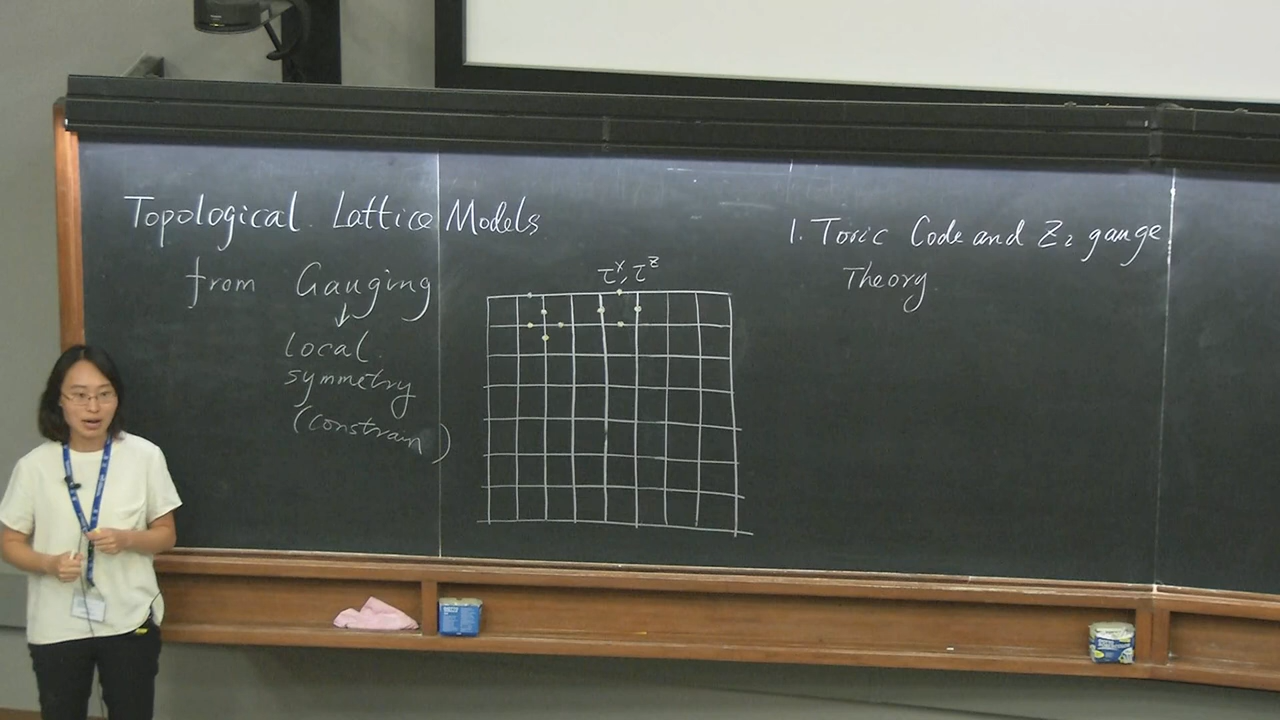 Topological Lattice Models
from Gauging
↓
local
symmetry
(constrain)
τˣ, τᶻ
1. Toric Code and Z₂ gauge
Theory